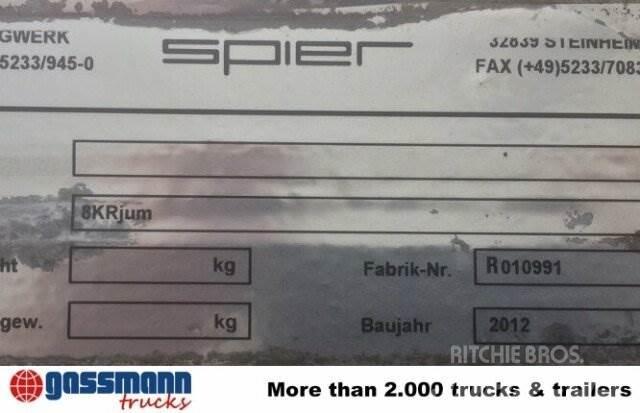 GWERK
spier
32839 STEINHEIM
5233/945-0
FAX (+49)5233/7083
8KRjum
ht
kg
Fabrik-Nr.
R010991
gew.
kg
Baujahr
2012
RITCHIE BROS.
gassmann
trucks
More than 2.000 trucks & trailers